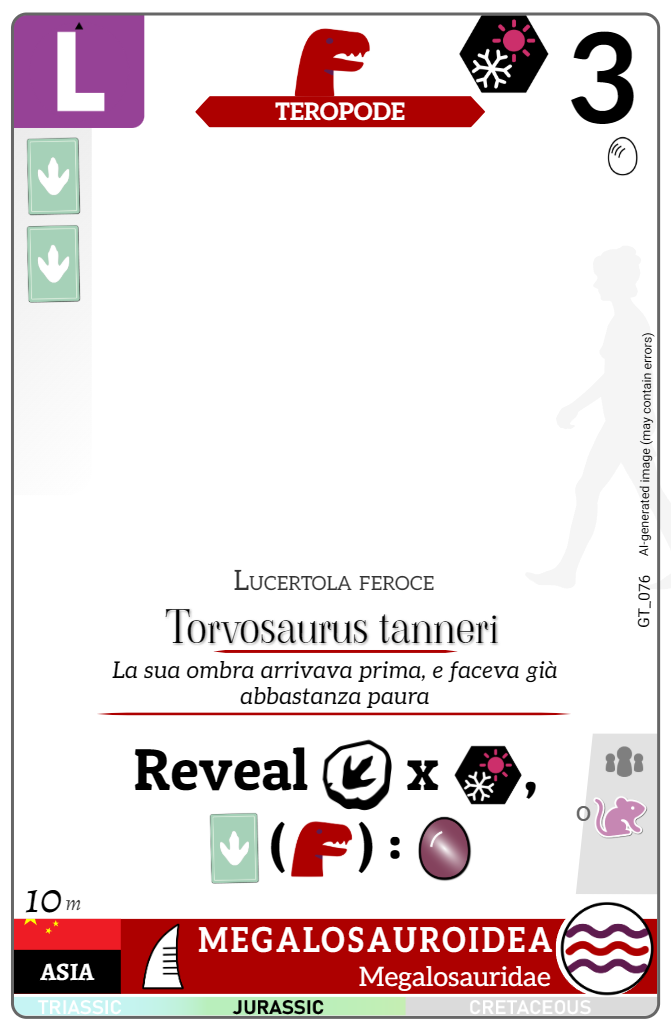 L
TEROPODE
3
AI-generated image (may contain errors)
GT_076
LUCERTOLA FEROCE
Torvosaurus tanneri
La sua ombra arrivava prima, e faceva già
abbastanza paura
Reveal x ,
( ) :
O
10 m
MEGALOSAUROIDEA
ASIA
Megalosauridae
TRIASSIC JURASSIC CRETACEOUS